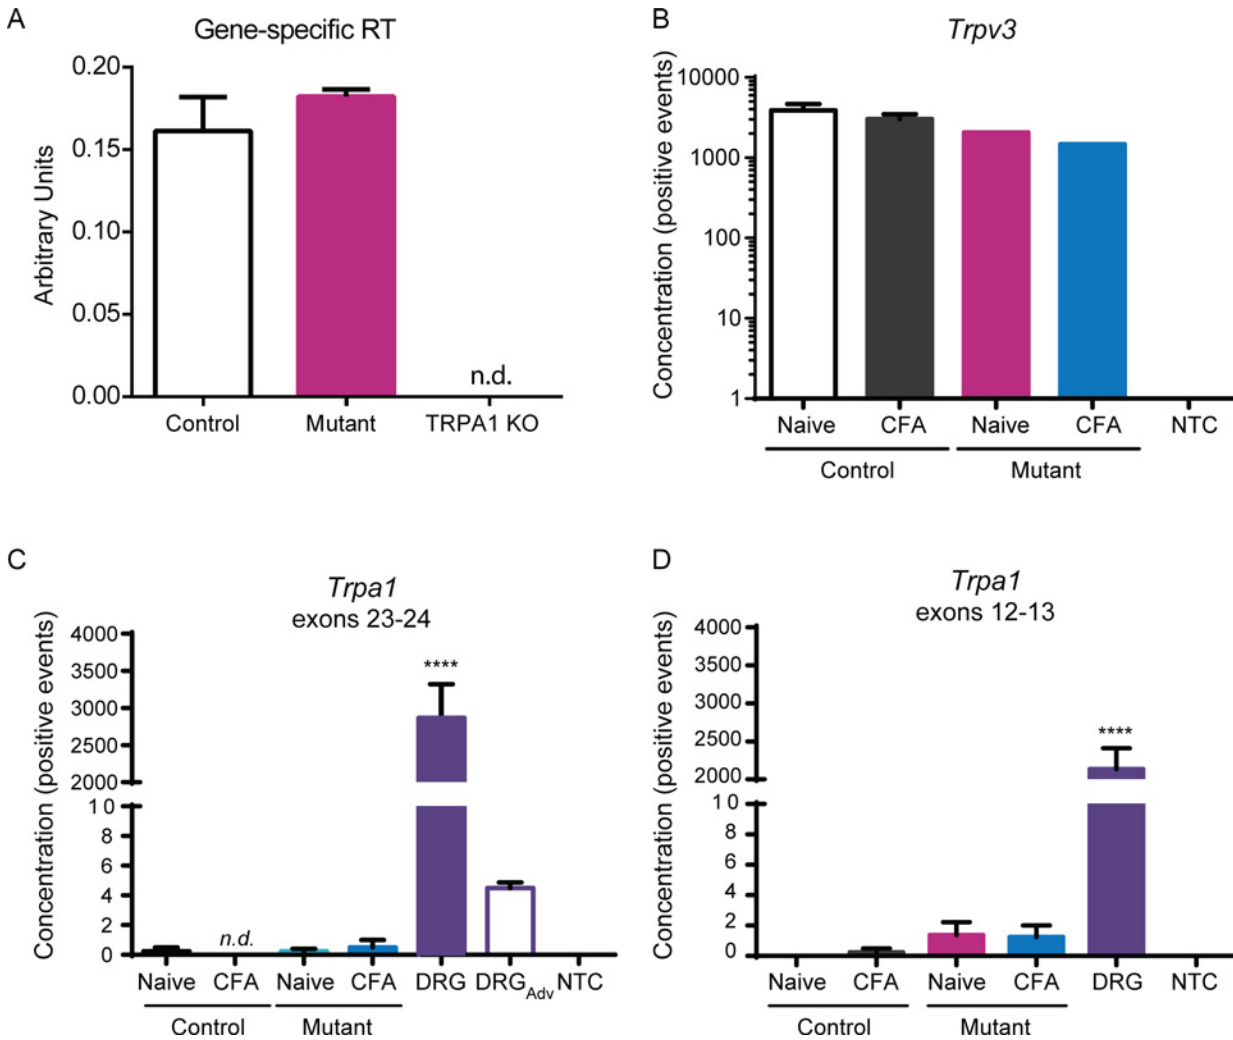 A
Gene-specific RT
Arbitrary Units
0.20
0.15
0.10
0.05
0.00
n.d.
Control Mutant TRPA1 KO
B
Trpv3
Concentration (positive events)
10000
1000
100
10
1
Naive CFA Naive CFA NTC
Control Mutant
C
Trpa1
exons 23-24
Concentration (positive events)
4000
3500
3000
2500
2000
10
8
6
4
2
0
****
n.d.
Naive CFA Naive CFA DRG DRGAdv NTC
Control Mutant
D
Trpa1
exons 12-13
Concentration (positive events)
4000
3500
3000
2500
2000
10
8
6
4
2
0
****
Naive CFA Naive CFA DRG NTC
Control Mutant